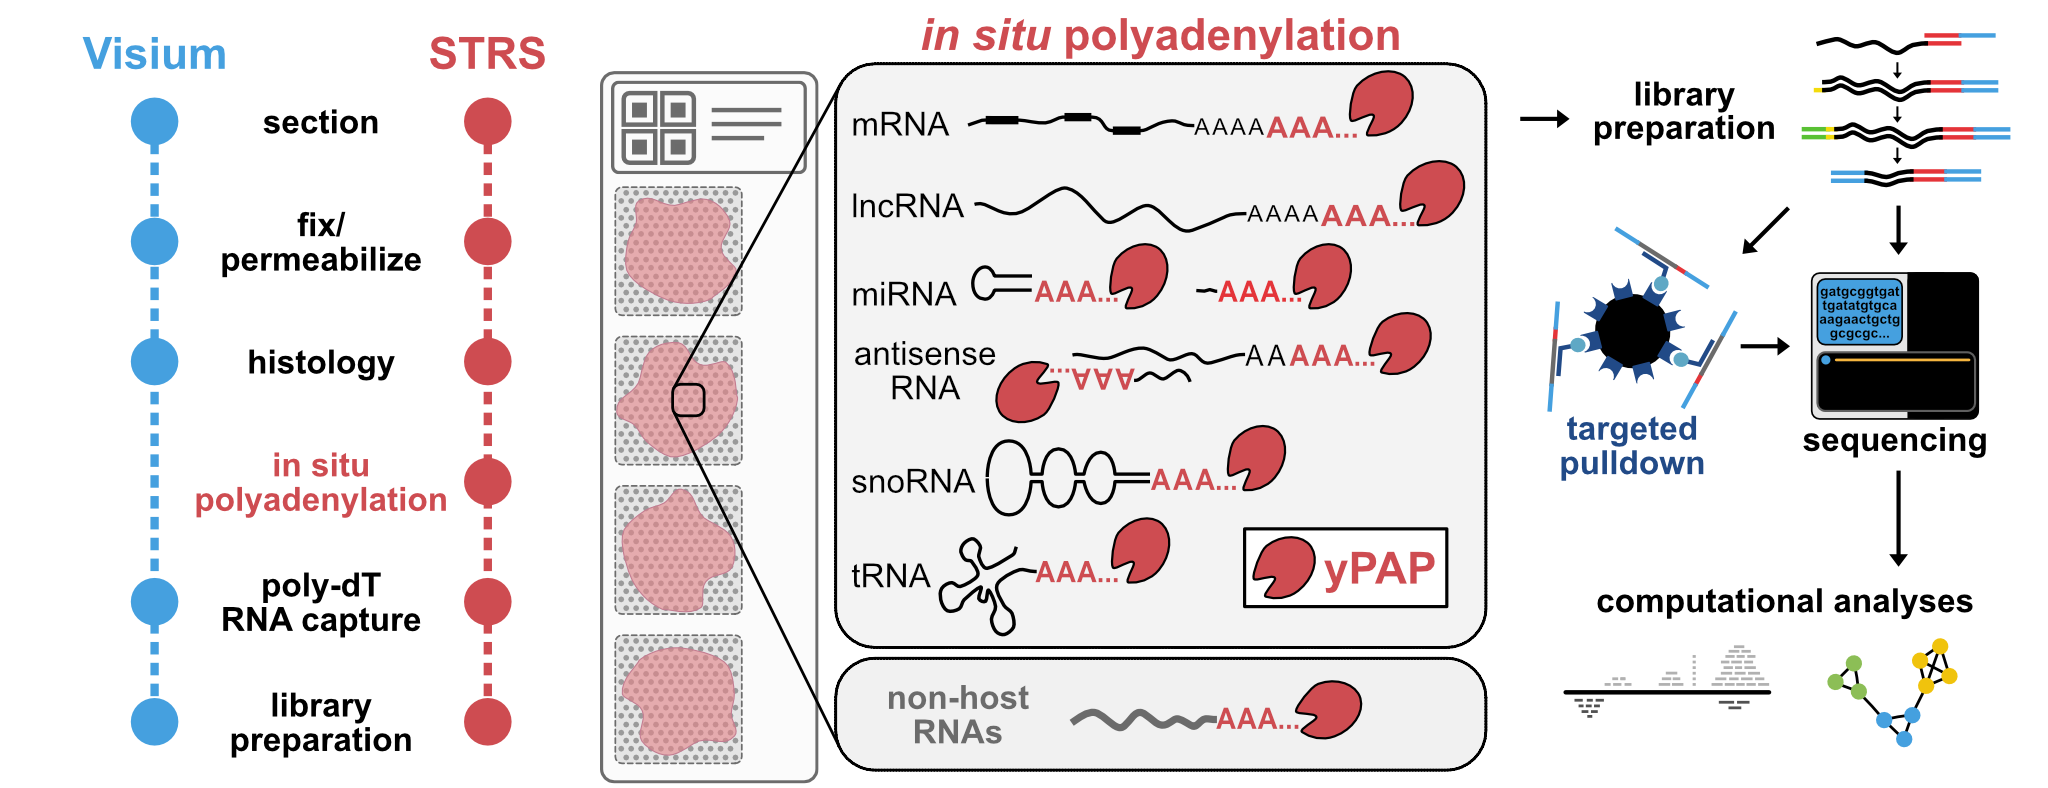 Visium
STRS
section
fix/
permeabilize
histology
in situ
polyadenylation
poly-dT
RNA capture
library
preparation
in situ polyadenylation
mRNA
AAAAAAA...
lncRNA
AAAAAAA...
miRNA
AAA...
AAA...
antisense
RNA
AAAAA...
AAA...
snoRNA
AAA...
tRNA
AAA...
yPAP
non-host
RNAs
AAA...
library
preparation
gatgcggtgat
tgatatgtgca
aagaactgctg
gcgcgc...
targeted
pulldown
sequencing
computational analyses